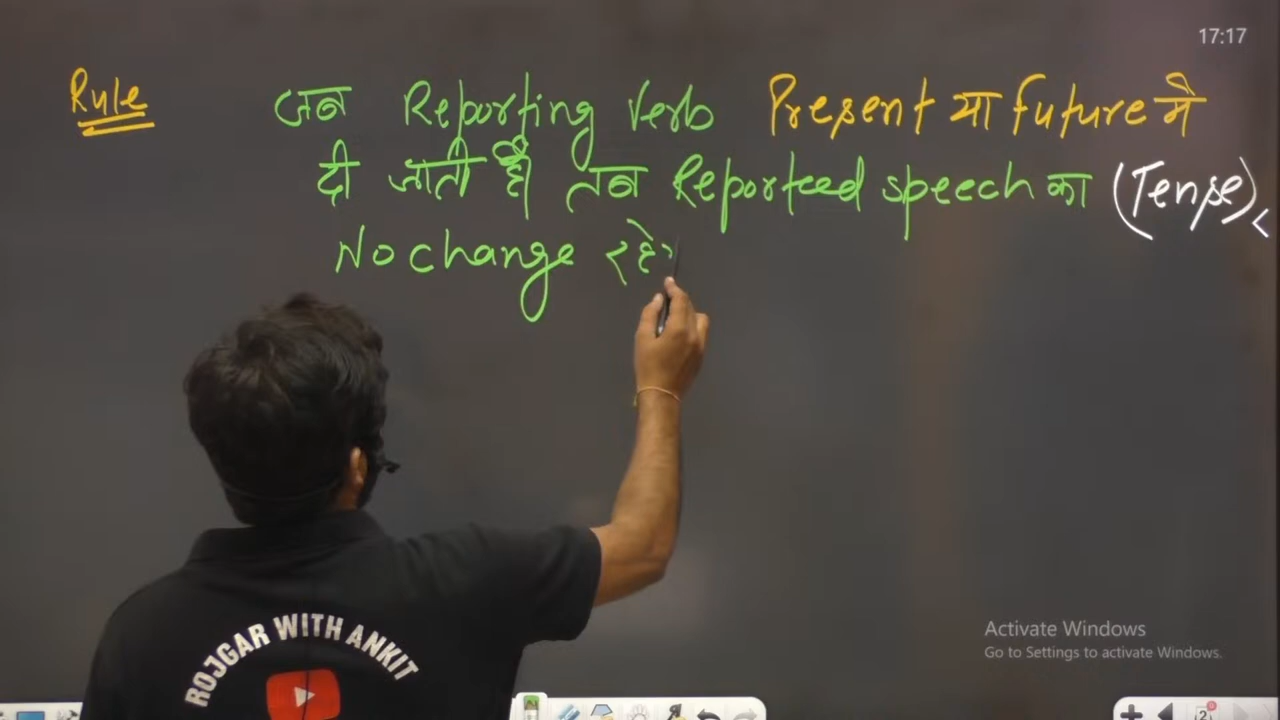 17:17
Rule जब Reporting Verb Present या future मे
दी जाती है तब Reported speech का (Tense)
No change रहे
ROJGAR WITH ANKIT
Activate Windows
Go to Settings to activate Windows.
2